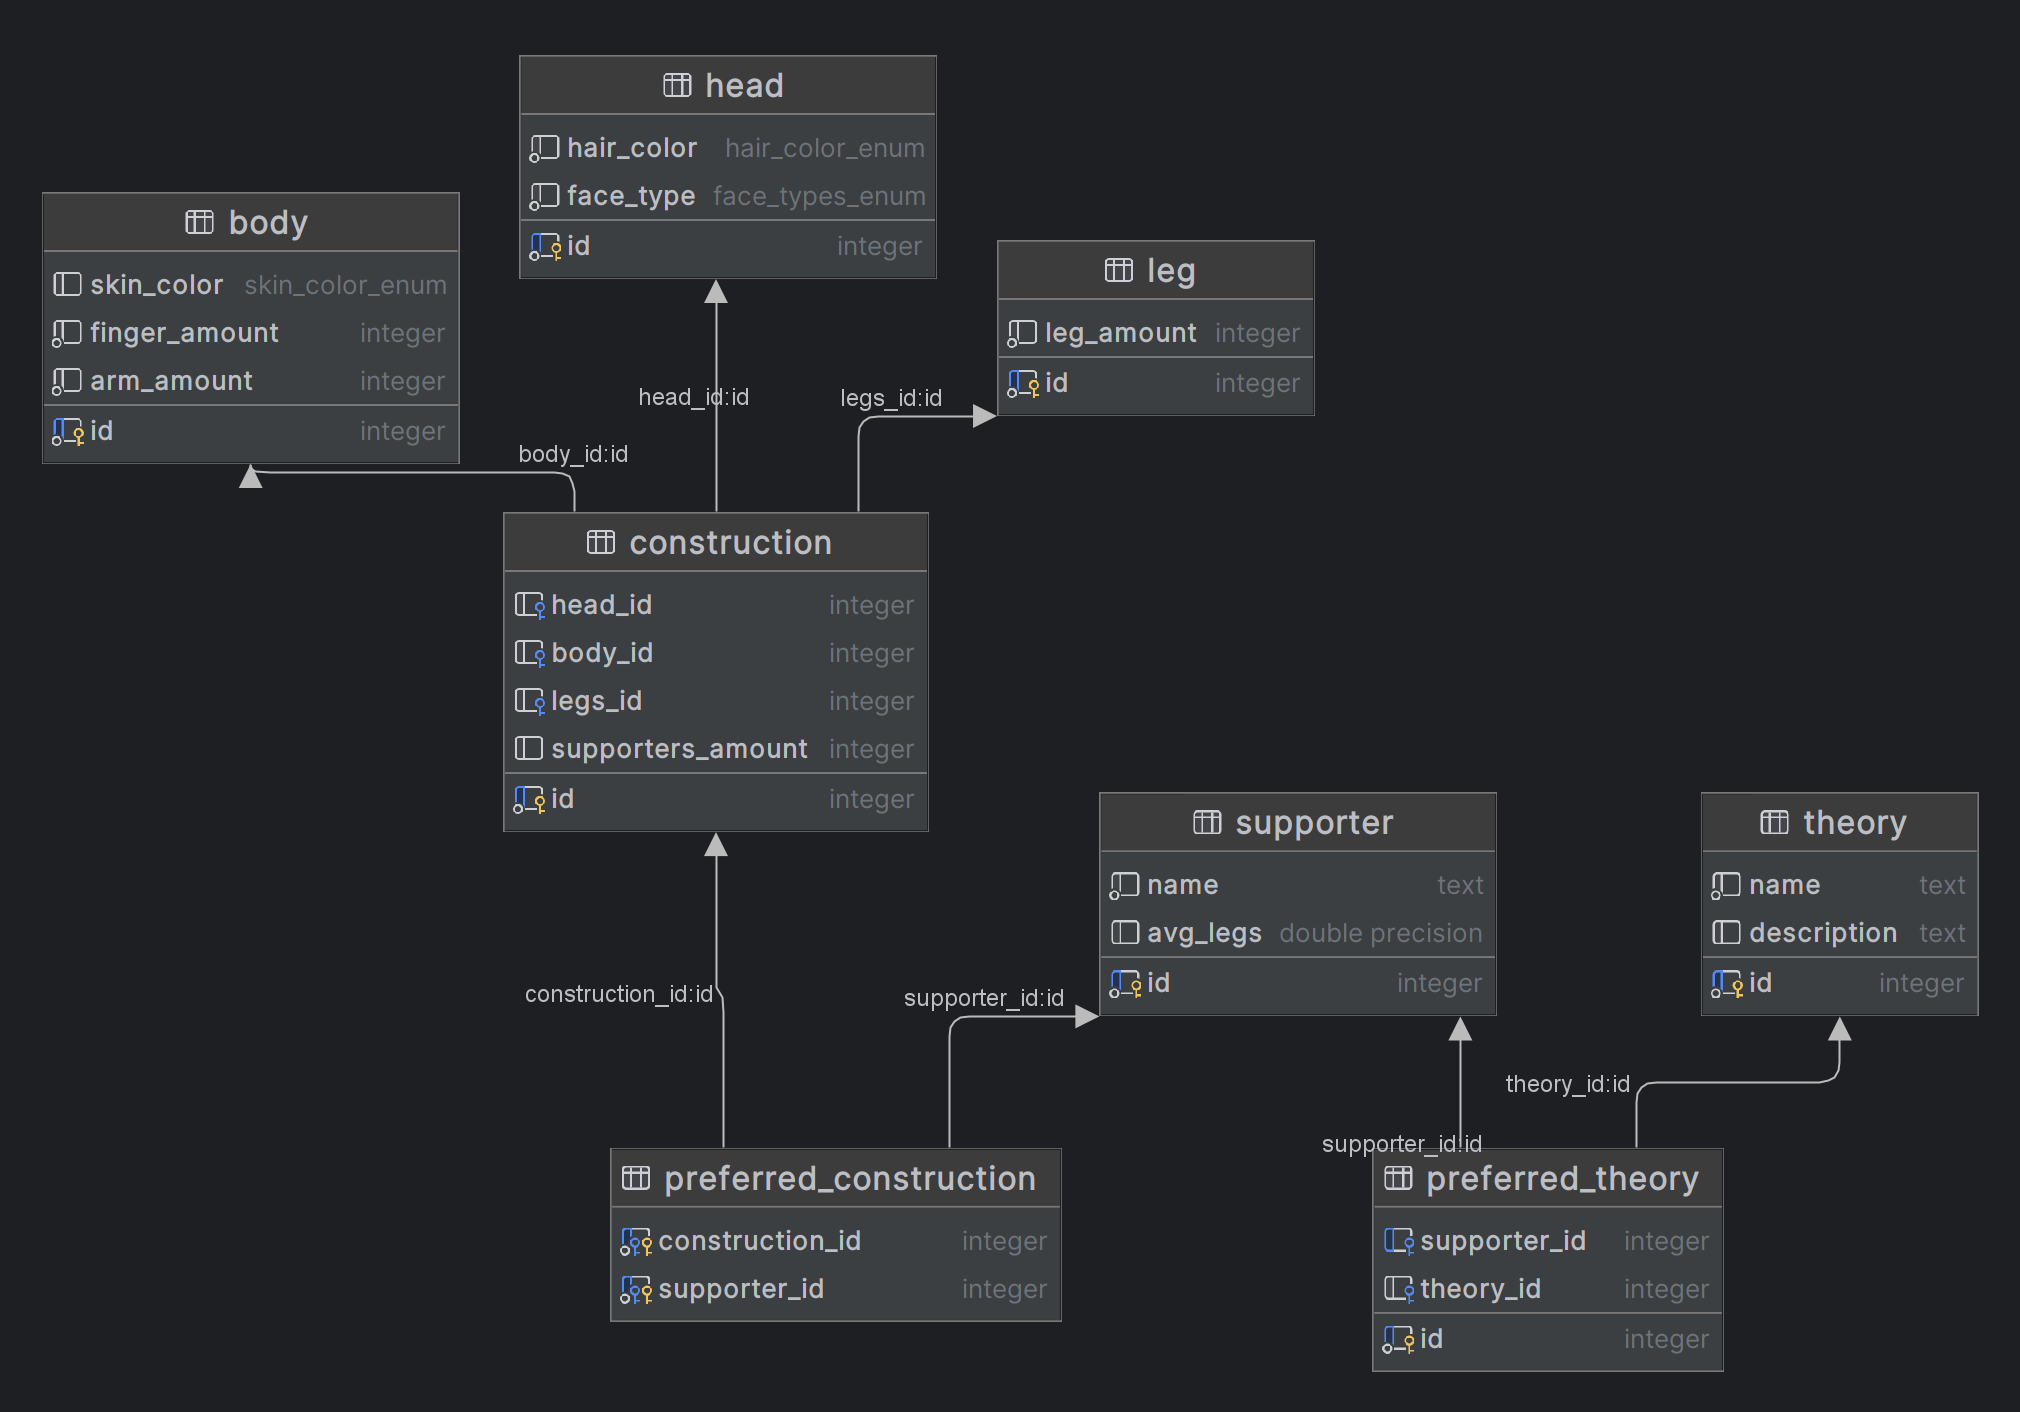 head
hair_color hair_color_enum
face_type face_types_enum
id integer
body
skin_color skin_color_enum
finger_amount integer
arm_amount integer
id integer
leg
leg_amount integer
id integer
head_id:id
legs_id:id
body_id:id
construction
head_id integer
body_id integer
legs_id integer
supporters_amount integer
id integer
supporter
name text
avg_legs double precision
id integer
theory
name text
description text
id integer
construction_id:id
supporter_id:id
theory_id:id
supporter_id:id
preferred_construction
construction_id integer
supporter_id integer
preferred_theory
supporter_id integer
theory_id integer
id integer